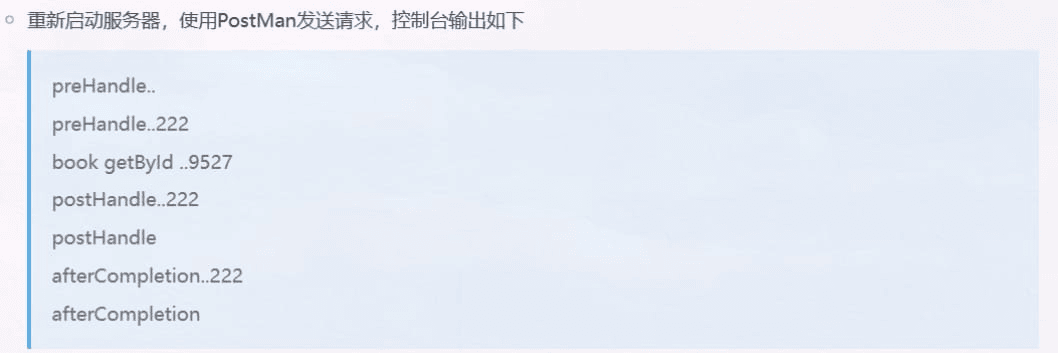 重新启动服务器，使用PostMan发送请求，控制台输出如下
preHandle..
preHandle..222
book getById ..9527
postHandle..222
postHandle
afterCompletion..222
afterCompletion